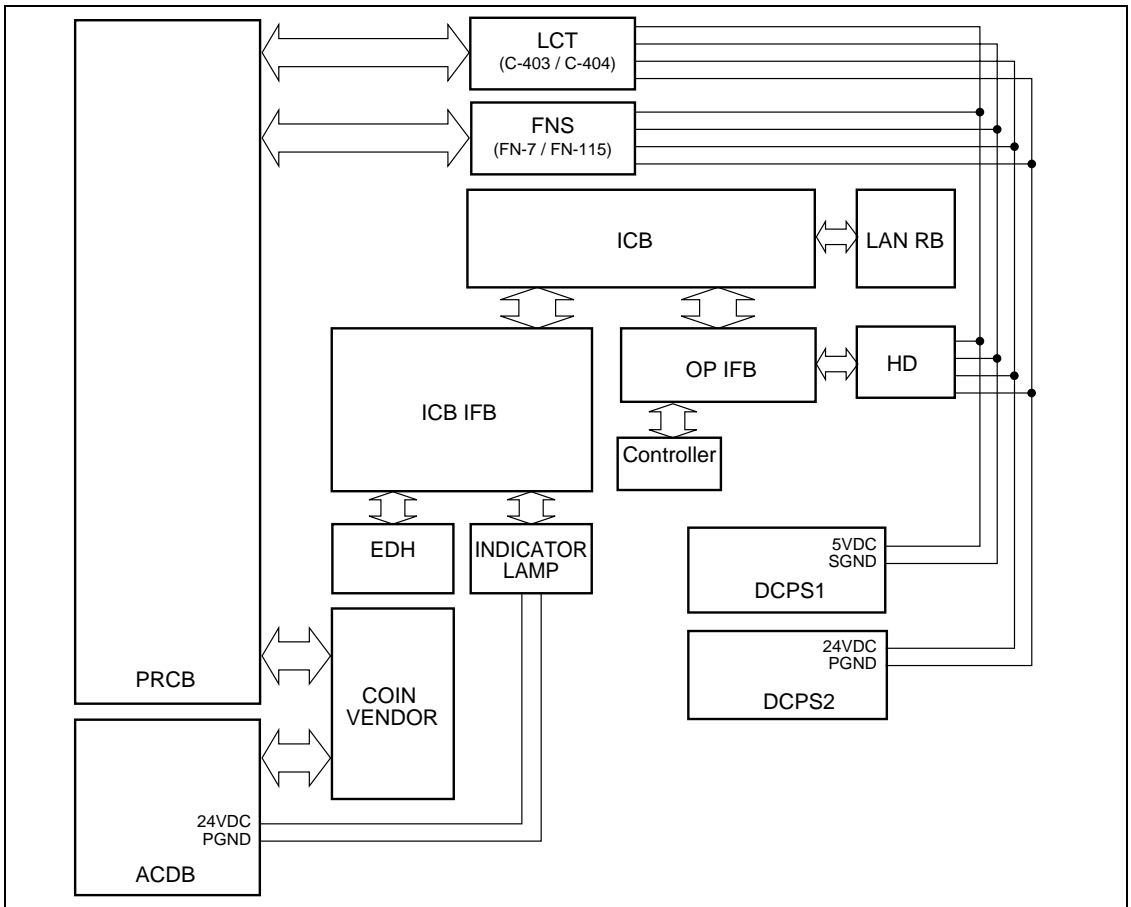 LCT
(C-403 / C-404)
FNS
(FN-7 / FN-115)
ICB
LAN RB
ICB IFB
OP IFB
HD
Controller
EDH
INDICATOR
LAMP
5VDC
SGND
DCPS1
24VDC
PGND
DCPS2
PRCB
COIN
VENDOR
24VDC
PGND
ACDB